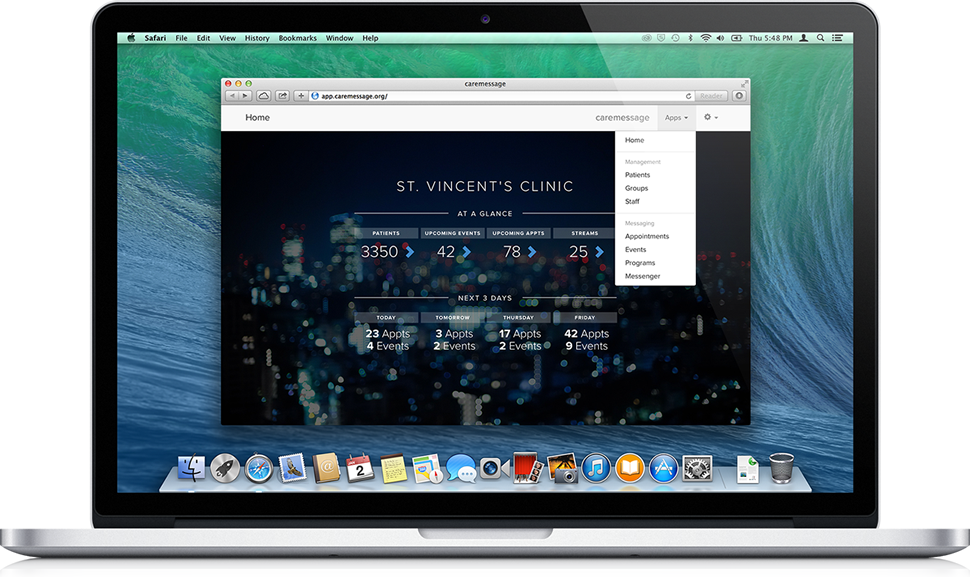 Safari File Edit View History Bookmarks Window Help Thu 5:48 PM
caremessage
app.caremessage.org/ Reader
Home caremessage Apps
Home
Management
Patients
Groups
Staff
Messaging
Appointments
Events
Programs
Messenger
ST. VINCENT'S CLINIC
AT A GLANCE
PATIENTS UPCOMING EVENTS UPCOMING APPTS STREAMS
3350 42 78 25
NEXT 3 DAYS
TODAY TOMORROW THURSDAY FRIDAY
23 Appts 3 Appts 17 Appts 42 Appts
4 Events 2 Events 2 Events 9 Events
2